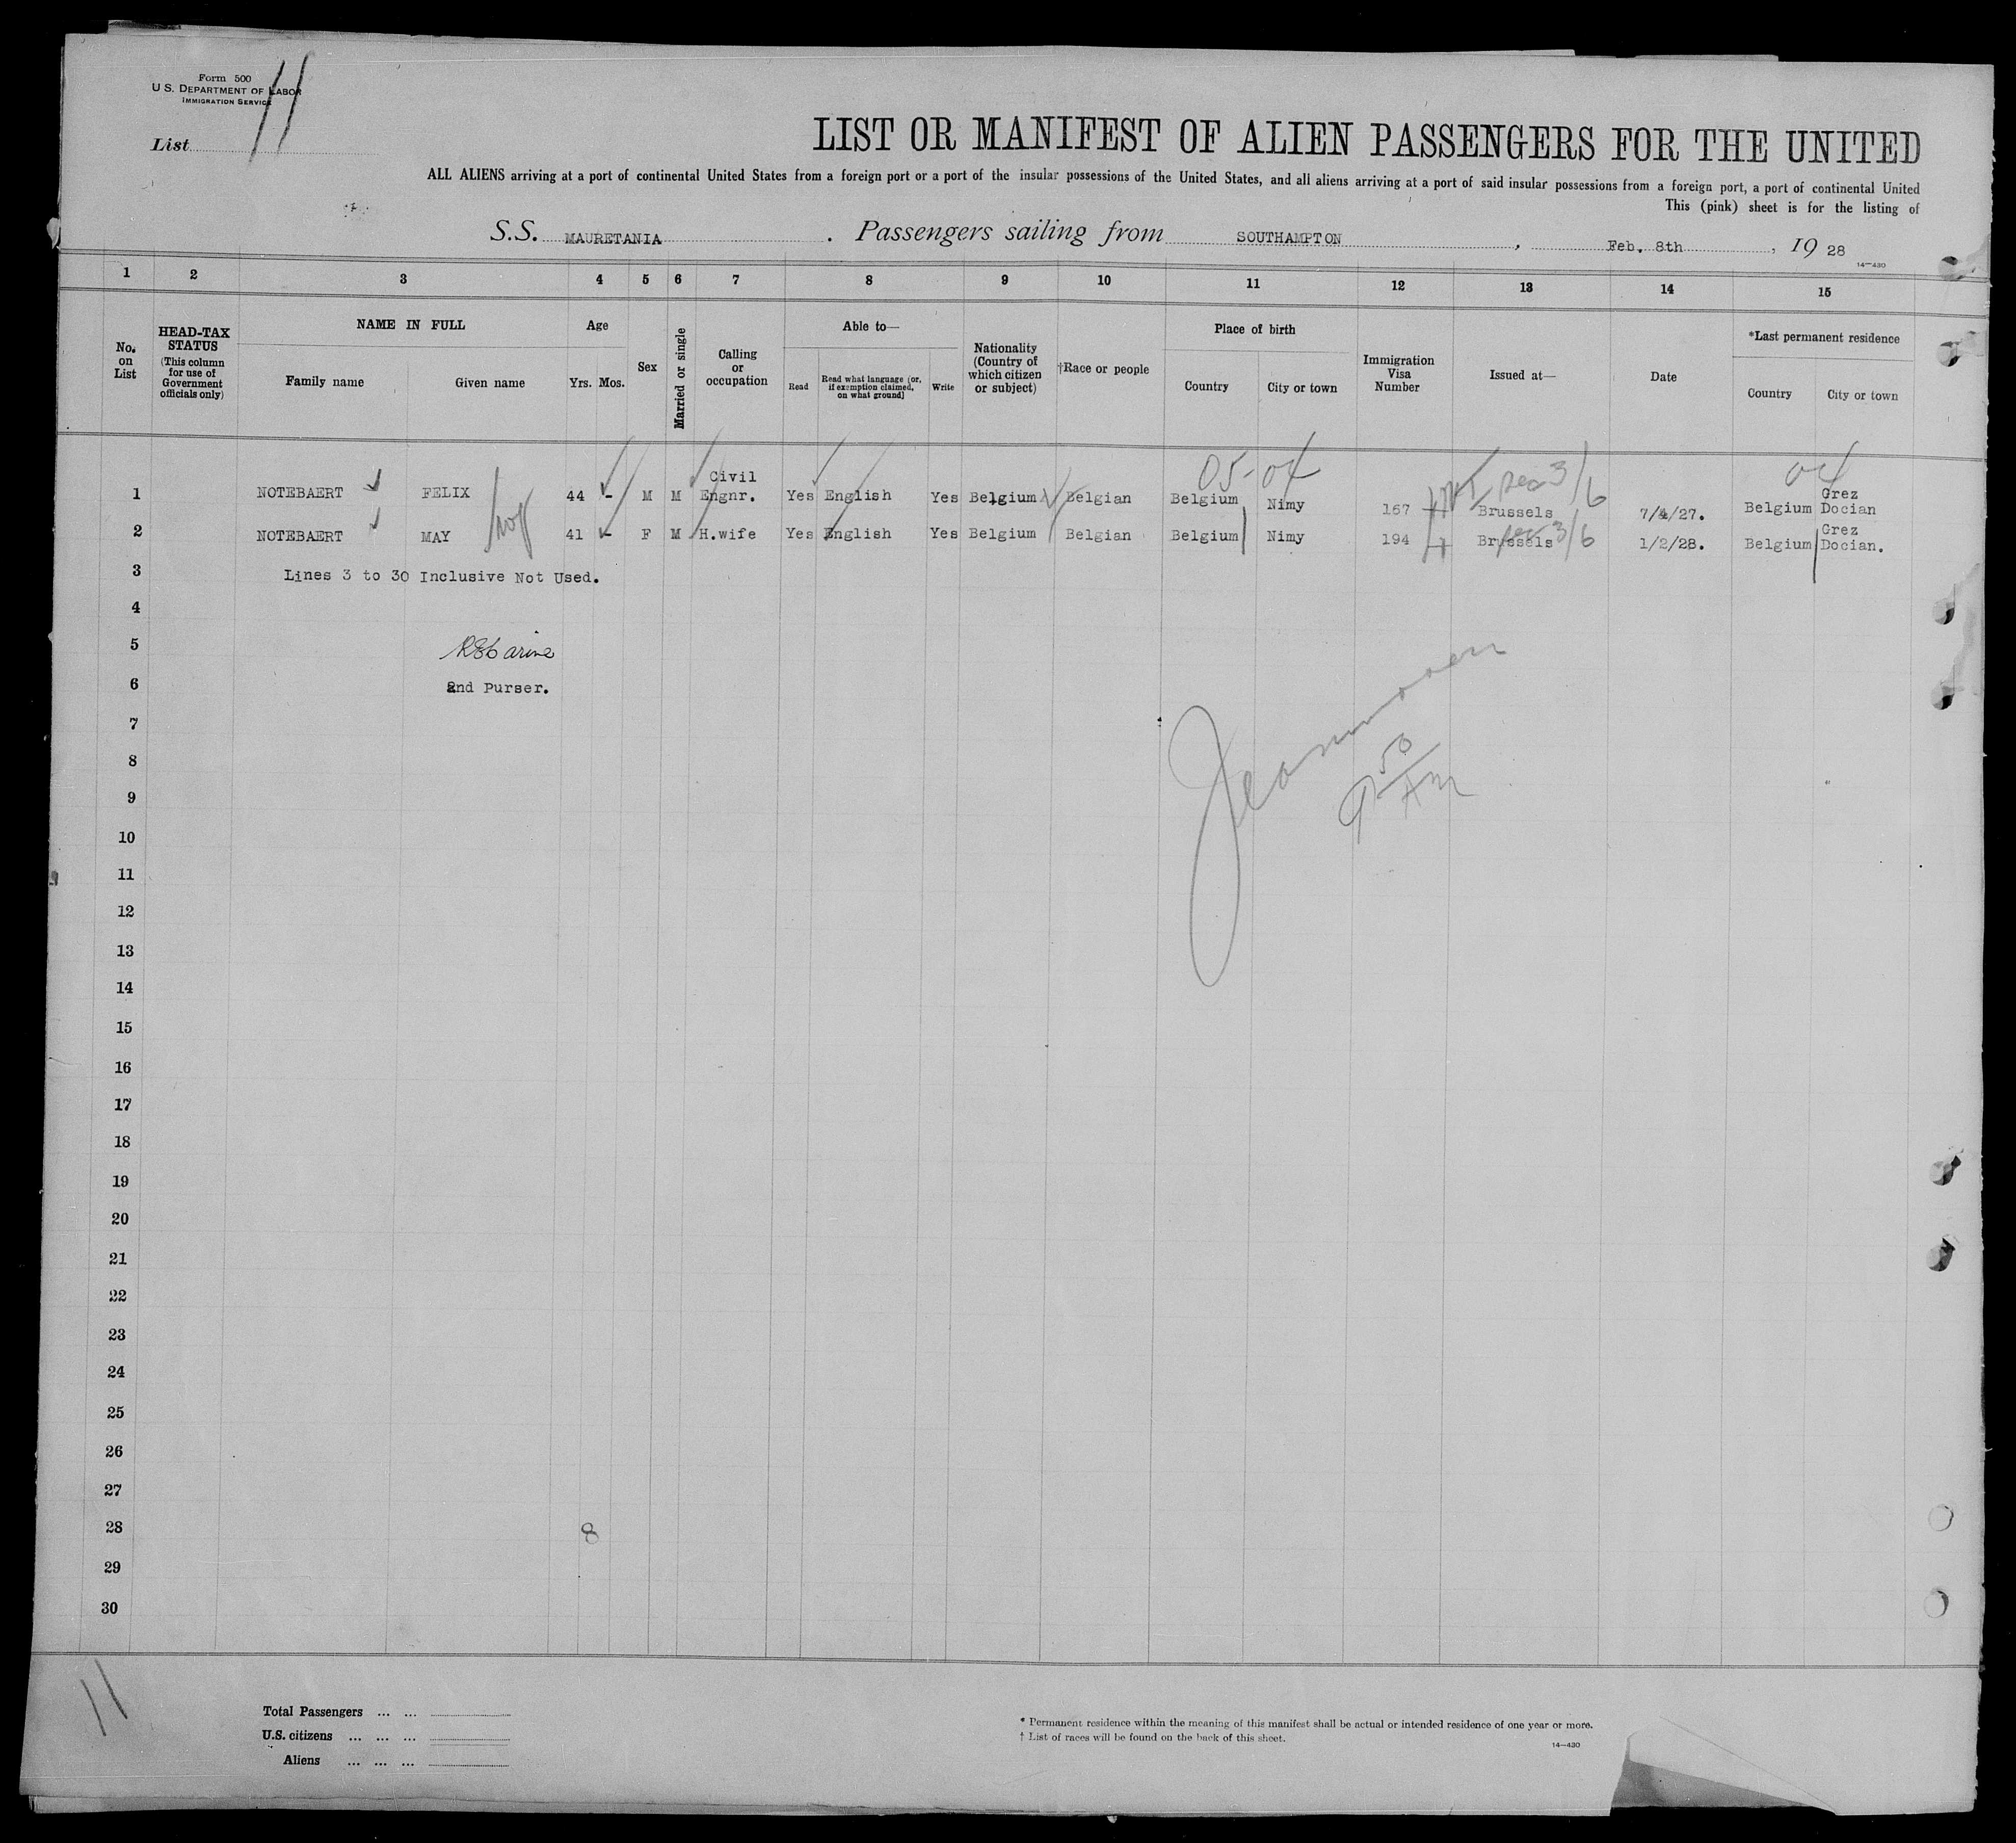 Form 500
U.S. DEPARTMENT OF LABOR
IMMIGRATION SERVICE
List 11
LIST OR MANIFEST OF ALIEN PASSENGERS FOR THE UNITED
ALL ALIENS arriving at a port of continental United States from a foreign port or a port of the insular possessions of the United States, and all aliens arriving at a port of said insular possessions from a foreign port, a port of continental United
This (pink) sheet is for the listing of
S.S. MAURETANIA. Passengers sailing from SOUTHAMPTON, Feb. 8th, 19 28
14-430
1 2 3 4 5 6 7 8 9 10 11 12 13 14 15
No. on List
HEAD-TAX STATUS
(This column for use of Government officials only)
NAME IN FULL
Family name
Given name
Age
Yrs. Mos.
Sex
Married or single
Calling or occupation
Able to—
Read
Read what language [or, if exemption claimed, on what ground]
Write
Nationality (Country of which citizen or subject)
†Race or people
Place of birth
Country
City or town
Immigration Visa Number
Issued at—
Date
*Last permanent residence
Country
City or town
05-04
04
1 NOTEBAERT FELIX 44 - M M Civil Engnr. Yes English Yes Belgium Belgian Belgium Nimy 167 Brussels 7/4/27. Belgium Grez Docian
3/6
2 NOTEBAERT MAY 41 - F M H.wife Yes English Yes Belgium Belgian Belgium Nimy 194 Brussels 1/2/28. Belgium Grez Docian.
3/6
3 Lines 3 to 30 Inclusive Not Used.
4
5
6 2nd Purser.
7
8
9
9 50 AM
10
11
12
13
14
15
16
17
18
19
20
21
22
23
24
25
26
27
28 8
29
30
11
Total Passengers ... ...
U.S. citizens ... ... ...
Aliens ... ... ...
* Permanent residence within the meaning of this manifest shall be actual or intended residence of one year or more.
† List of races will be found on the back of this sheet.
14-430